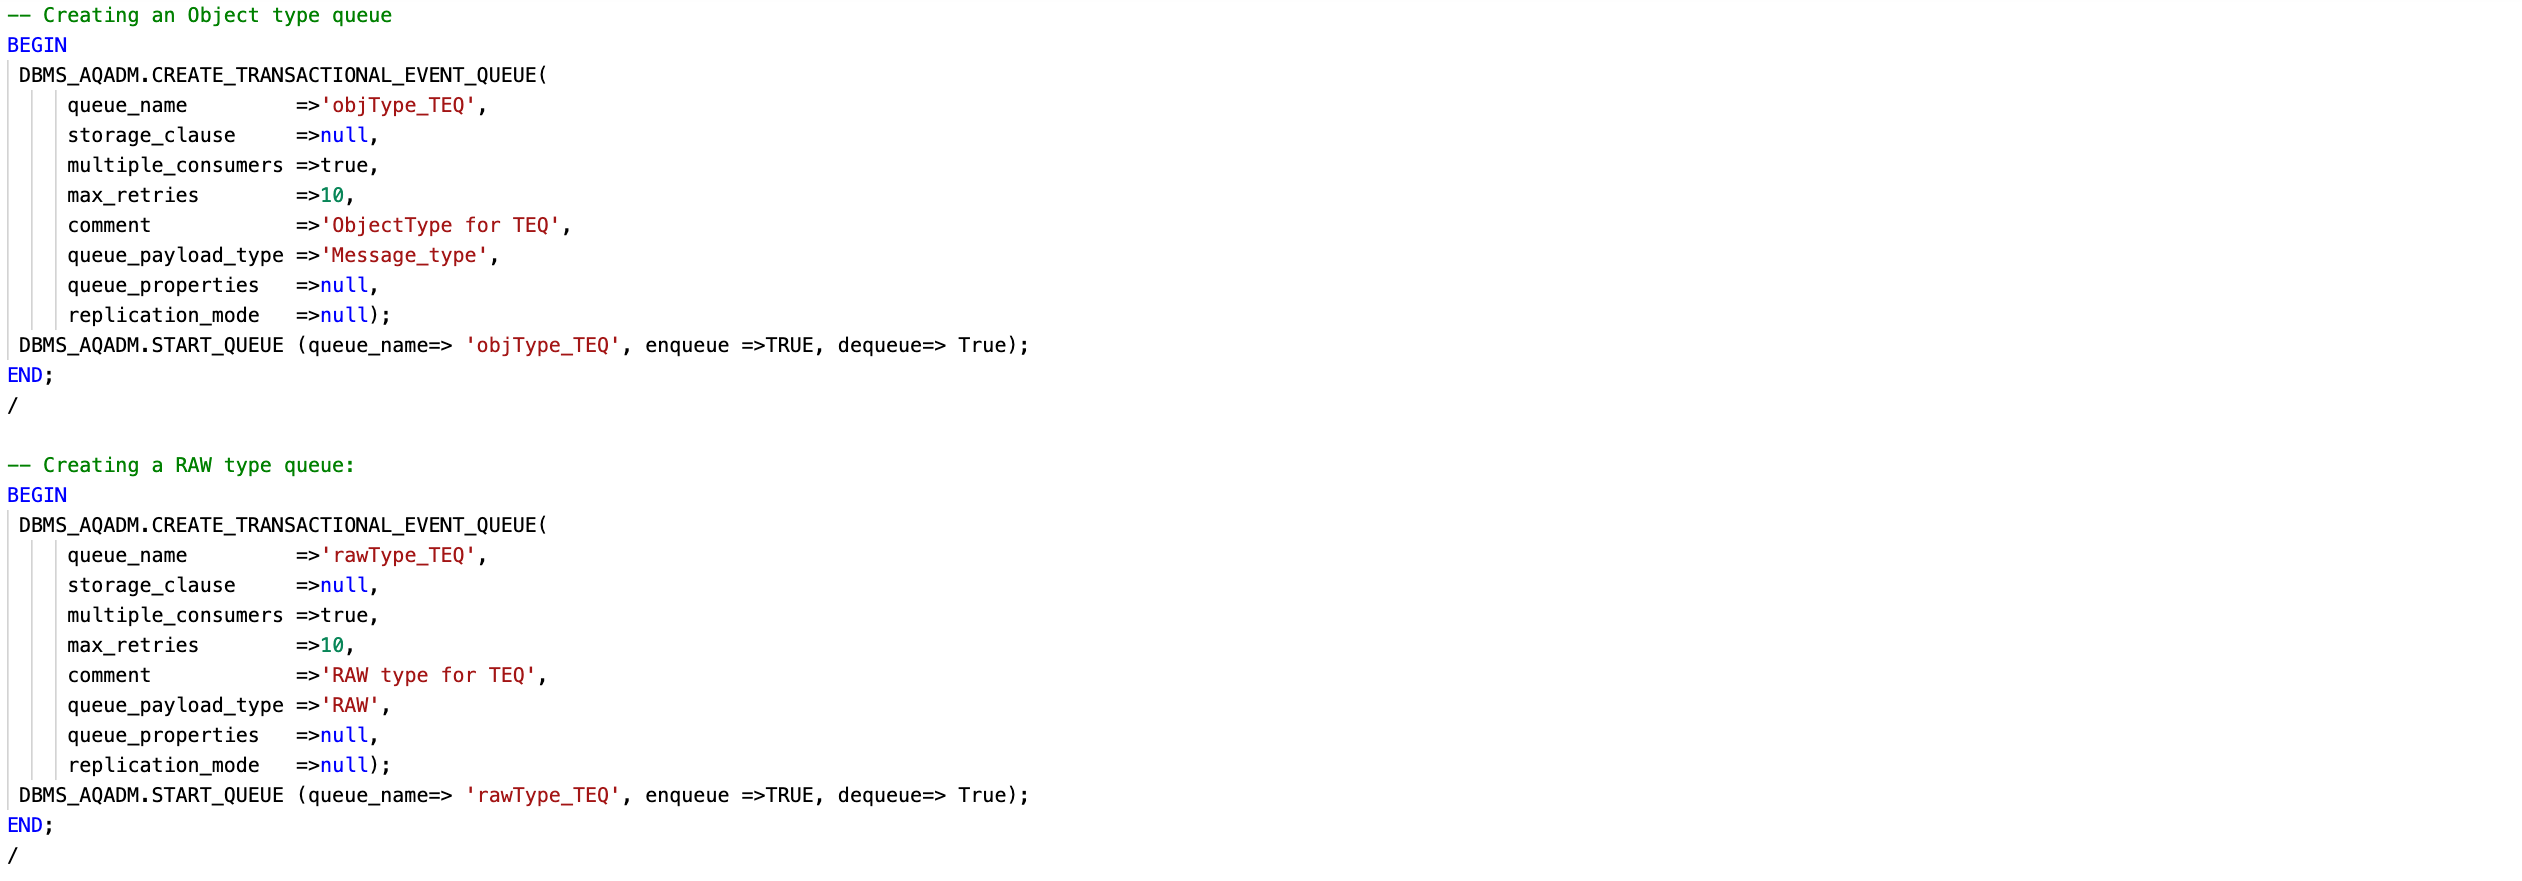 -- Creating an Object type queue
BEGIN
 DBMS_AQADM.CREATE_TRANSACTIONAL_EVENT_QUEUE(
     queue_name         =>'objType_TEQ',
     storage_clause     =>null,
     multiple_consumers =>true,
     max_retries        =>10,
     comment            =>'ObjectType for TEQ',
     queue_payload_type =>'Message_type',
     queue_properties   =>null,
     replication_mode   =>null);
 DBMS_AQADM.START_QUEUE (queue_name=> 'objType_TEQ', enqueue =>TRUE, dequeue=> True);
END;
/

-- Creating a RAW type queue:
BEGIN
 DBMS_AQADM.CREATE_TRANSACTIONAL_EVENT_QUEUE(
     queue_name         =>'rawType_TEQ',
     storage_clause     =>null,
     multiple_consumers =>true,
     max_retries        =>10,
     comment            =>'RAW type for TEQ',
     queue_payload_type =>'RAW',
     queue_properties   =>null,
     replication_mode   =>null);
 DBMS_AQADM.START_QUEUE (queue_name=> 'rawType_TEQ', enqueue =>TRUE, dequeue=> True);
END;
/